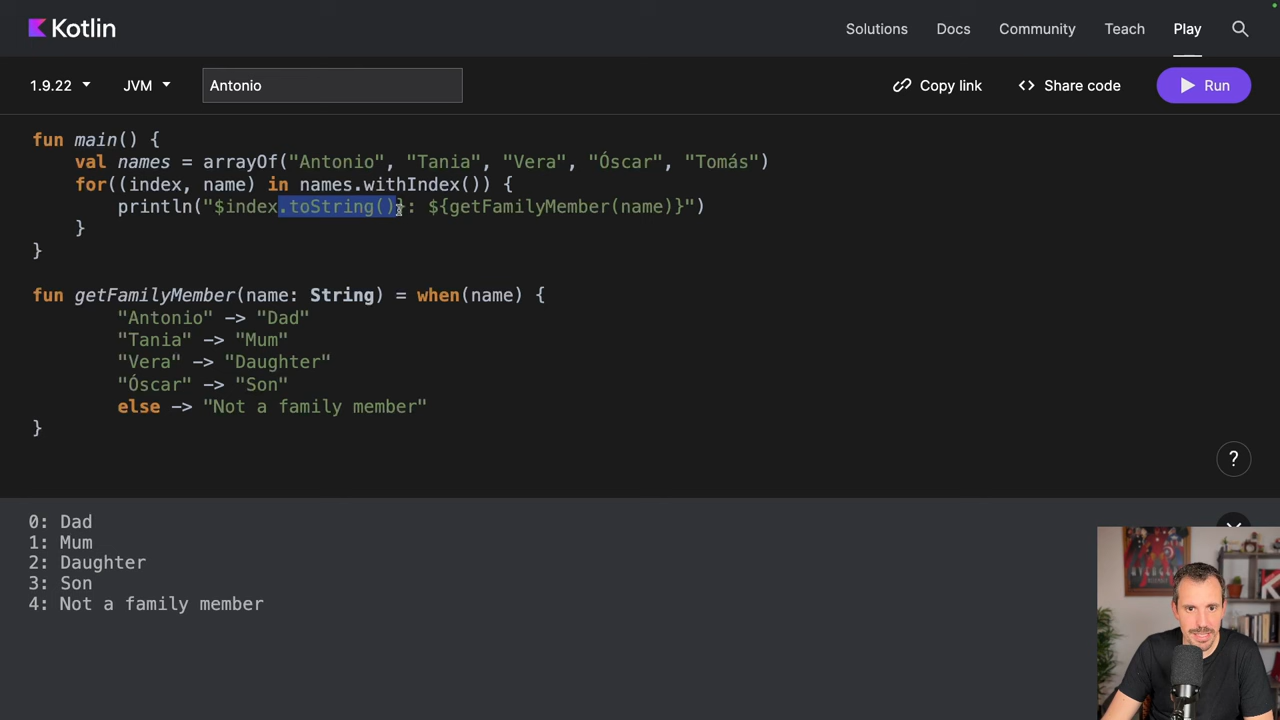 Kotlin
Solutions Docs Community Teach Play
1.9.22 JVM Antonio Copy link Share code Run
fun main() {
    val names = arrayOf("Antonio", "Tania", "Vera", "Óscar", "Tomás")
    for((index, name) in names.withIndex()) {
        println("$index.toString()}: ${getFamilyMember(name)}")
    }
}
fun getFamilyMember(name: String) = when(name) {
        "Antonio" -> "Dad"
        "Tania" -> "Mum"
        "Vera" -> "Daughter"
        "Óscar" -> "Son"
        else -> "Not a family member"
}
?
0: Dad
1: Mum
2: Daughter
3: Son
4: Not a family member